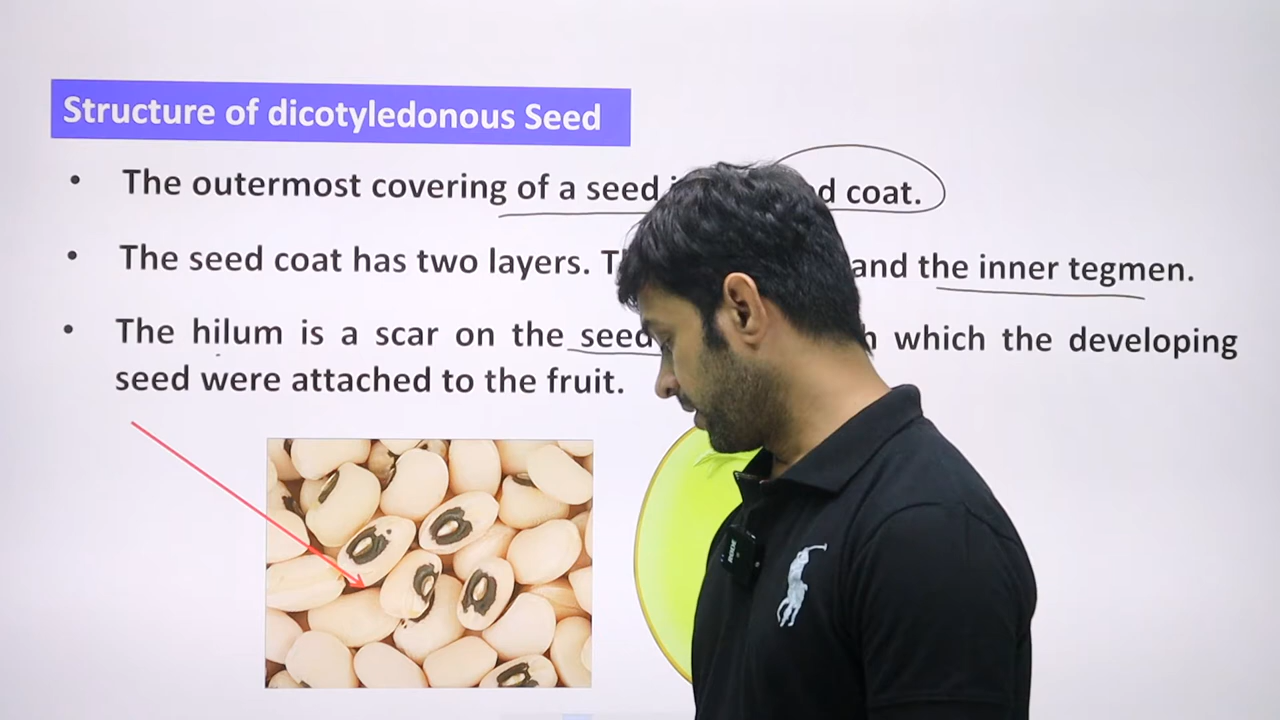 Structure of dicotyledonous Seed
• The outermost covering of a seed coat.
• The seed coat has two layers. and the inner tegmen.
• The hilum is a scar on the seed which the developing
seed were attached to the fruit.
RODE